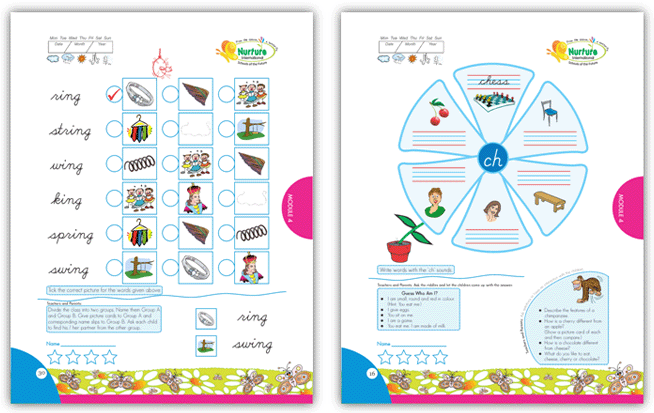 Mon Tue Wed Thu Fri Sat Sun
Date Month Year
Nurture
International
Schools of the Future
ring
string
wing
king
spring
swing
MODULE 4
Tick the correct picture for the words given above.
Teachers and Parents:
Divide the class into two groups. Name them Group A
and Group B. Give picture cards to Group A and
corresponding name slips to Group B. Ask each child
to find his / her partner from the other group.
ring
swing
Name
30
Mon Tue Wed Thu Fri Sat Sun
Date Month Year
Nurture
International
Schools of the Future
chess
ch
MODULE 4
Write words with the 'ch' sounds.
Teachers and Parents: Ask the riddles and let the children come up with the answer.
Guess Who Am I?
I am small, round and red in colour.
You eat me!
I give eggs.
You sit on me.
I am a game.
You eat me. I am made of milk.
Describe the features of a
chimpanzee.
How is a cherry different from
an apple?
Show a picture card of each
and then compare.
How is a chocolate different
from cheese?
What do you like to eat:
cheese, cherry or chocolate?
Name
16